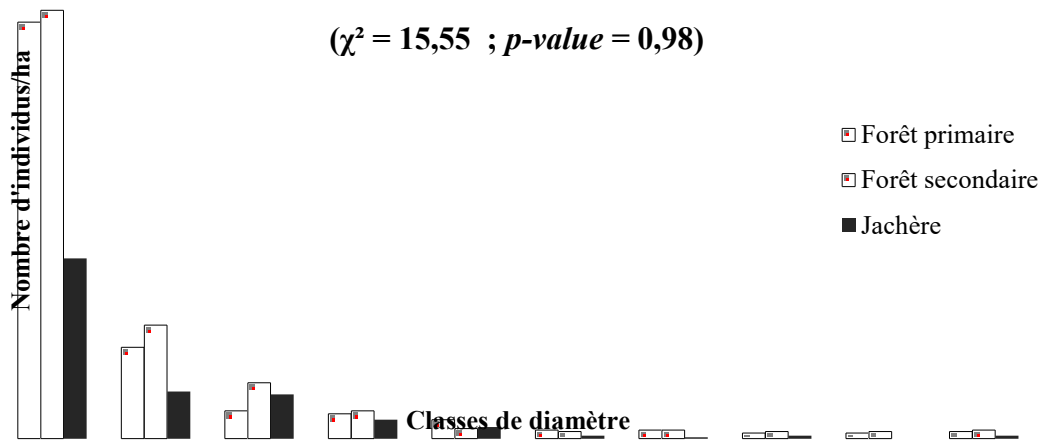 (χ² = 15,55 ; p-value = 0,98)
Nombre d'individus/ha
Forêt primaire
Forêt secondaire
Jachère
Classes de diamètre